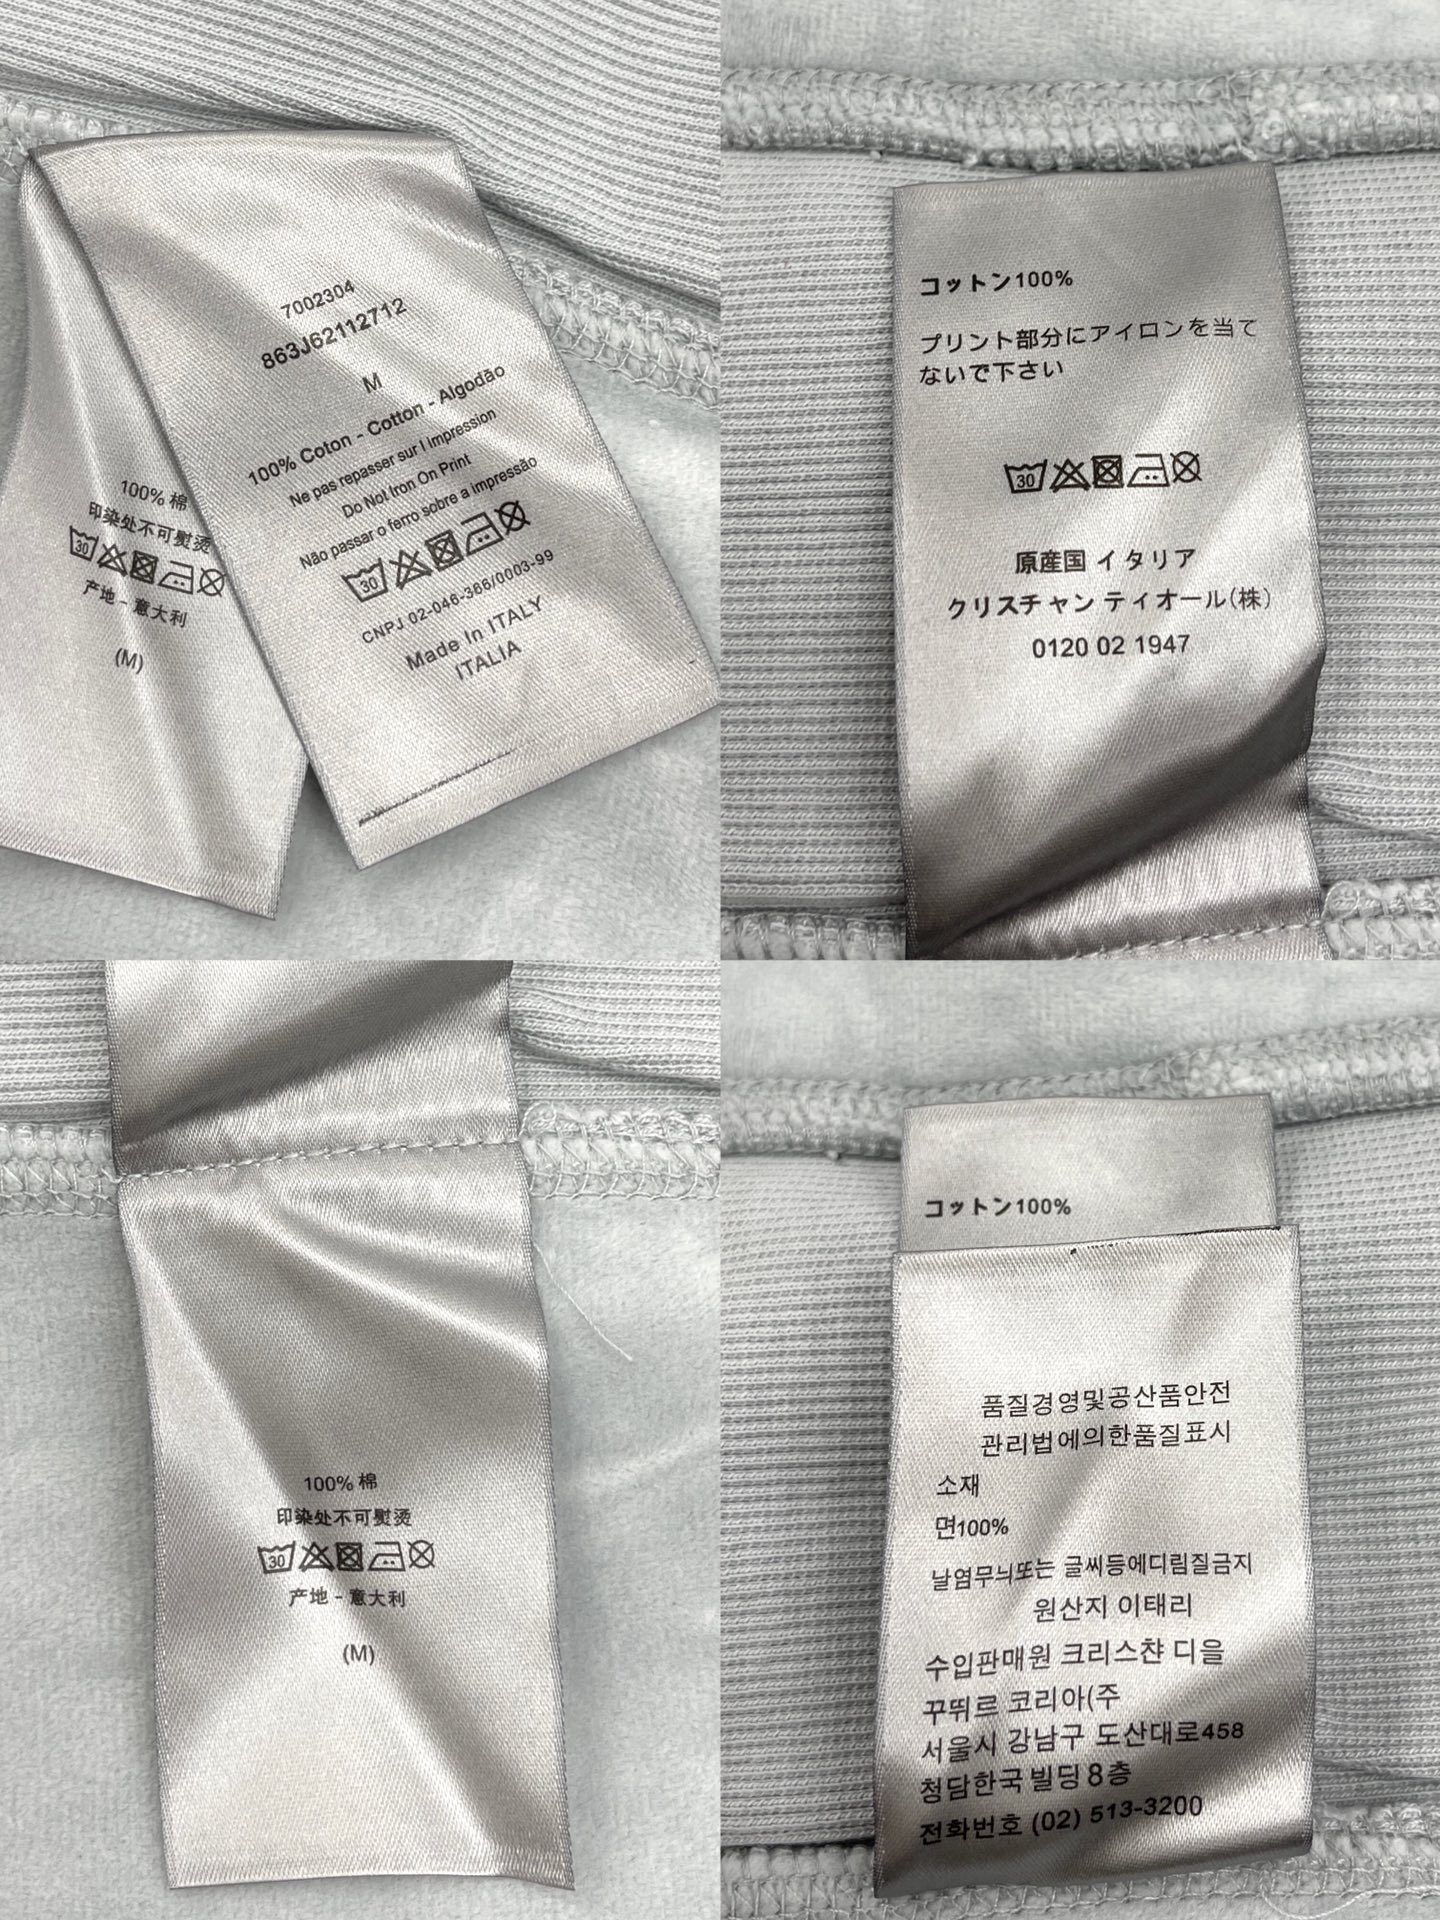 7002304
863J62112712
M
100% Coton - Cotton - Algodão
Ne pas repasser sur l impression
Do Not Iron On Print
Não passar o ferro sobre a impressão
30
CNPJ 02-046-366/0003-99
Made In ITALY
ITALIA
100% 棉
印染处不可熨烫
30
产地 - 意大利
(M)
コットン100%
プリント部分にアイロンを当て
ないで下さい
30
原産国 イタリア
クリスチャン ティオール(株)
0120 02 1947
100% 棉
印染处不可熨烫
30
产地 - 意大利
(M)
コットン100%
품질경영및공산품안전
관리법에의한품질표시
소재
면100%
날염무늬또는 글씨등에디림질금지
원산지 이태리
수입판매원 크리스챤 디을
꾸뛰르 코리아(주
서울시 강남구 도산대로458
청담한국 빌딩 8층
전화번호 (02) 513-3200